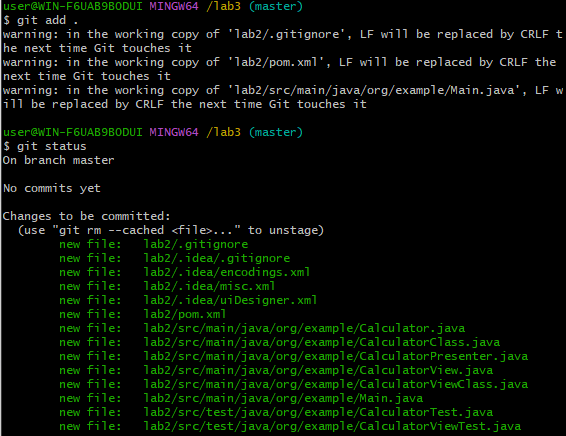 user@WIN-F6UAB9BODUI MINGW64 /lab3 (master)
$ git add .
warning: in the working copy of 'lab2/.gitignore', LF will be replaced by CRLF t
he next time Git touches it
warning: in the working copy of 'lab2/pom.xml', LF will be replaced by CRLF the
next time Git touches it
warning: in the working copy of 'lab2/src/main/java/org/example/Main.java', LF w
ill be replaced by CRLF the next time Git touches it
user@WIN-F6UAB9BODUI MINGW64 /lab3 (master)
$ git status
On branch master
No commits yet
Changes to be committed:
  (use "git rm --cached <file>..." to unstage)
        new file:   lab2/.gitignore
        new file:   lab2/.idea/.gitignore
        new file:   lab2/.idea/encodings.xml
        new file:   lab2/.idea/misc.xml
        new file:   lab2/.idea/uiDesigner.xml
        new file:   lab2/pom.xml
        new file:   lab2/src/main/java/org/example/Calculator.java
        new file:   lab2/src/main/java/org/example/CalculatorClass.java
        new file:   lab2/src/main/java/org/example/CalculatorPresenter.java
        new file:   lab2/src/main/java/org/example/CalculatorView.java
        new file:   lab2/src/main/java/org/example/CalculatorViewClass.java
        new file:   lab2/src/main/java/org/example/Main.java
        new file:   lab2/src/test/java/org/example/CalculatorTest.java
        new file:   lab2/src/test/java/org/example/CalculatorViewTest.java